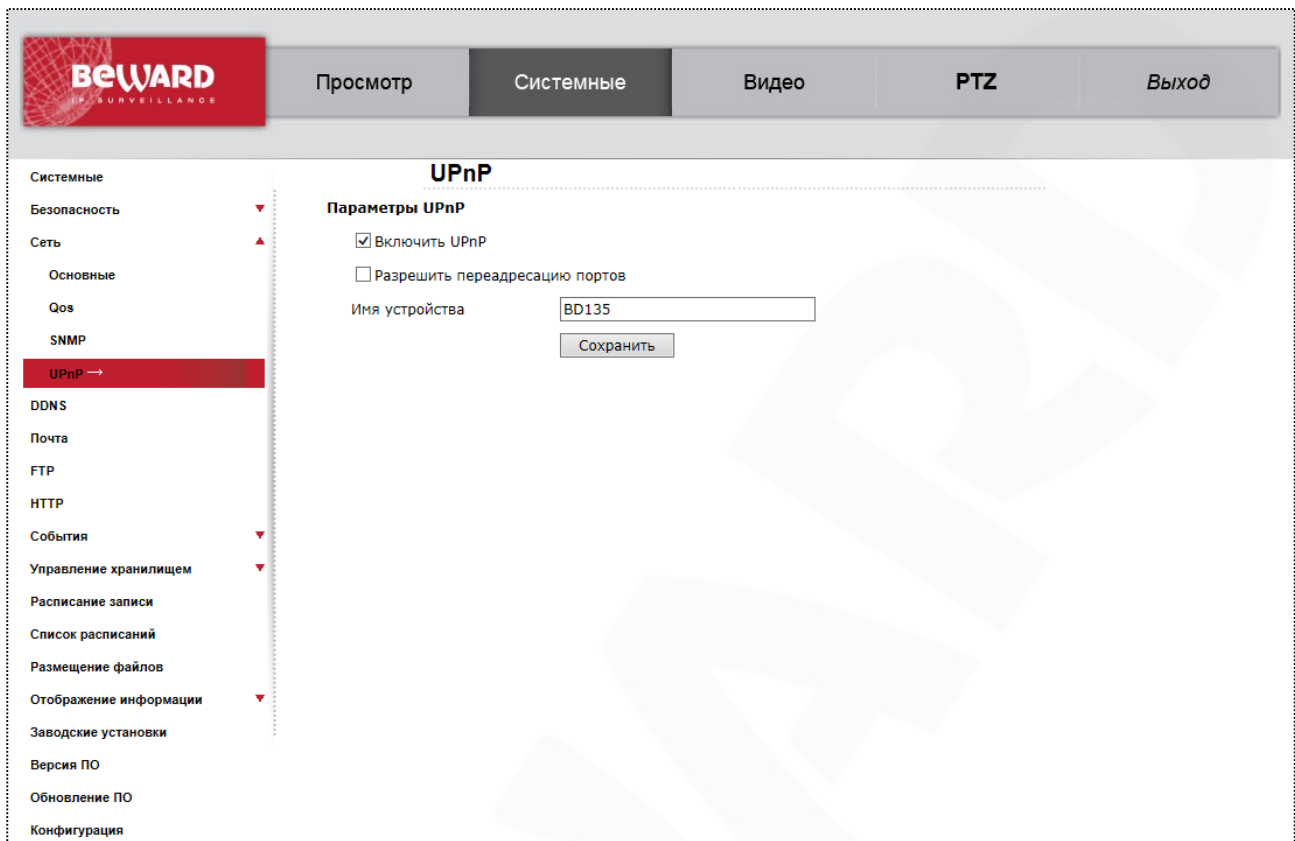 BEWARD
IP SURVEILLANCE
Просмотр
Системные
Видео
PTZ
Выход
Системные
Безопасность
Сеть
Основные
Qos
SNMP
UPnP →
DDNS
Почта
FTP
HTTP
События
Управление хранилищем
Расписание записи
Список расписаний
Размещение файлов
Отображение информации
Заводские установки
Версия ПО
Обновление ПО
Конфигурация
UPnP
Параметры UPnP
Включить UPnP
Разрешить переадресацию портов
Имя устройства BD135
Сохранить